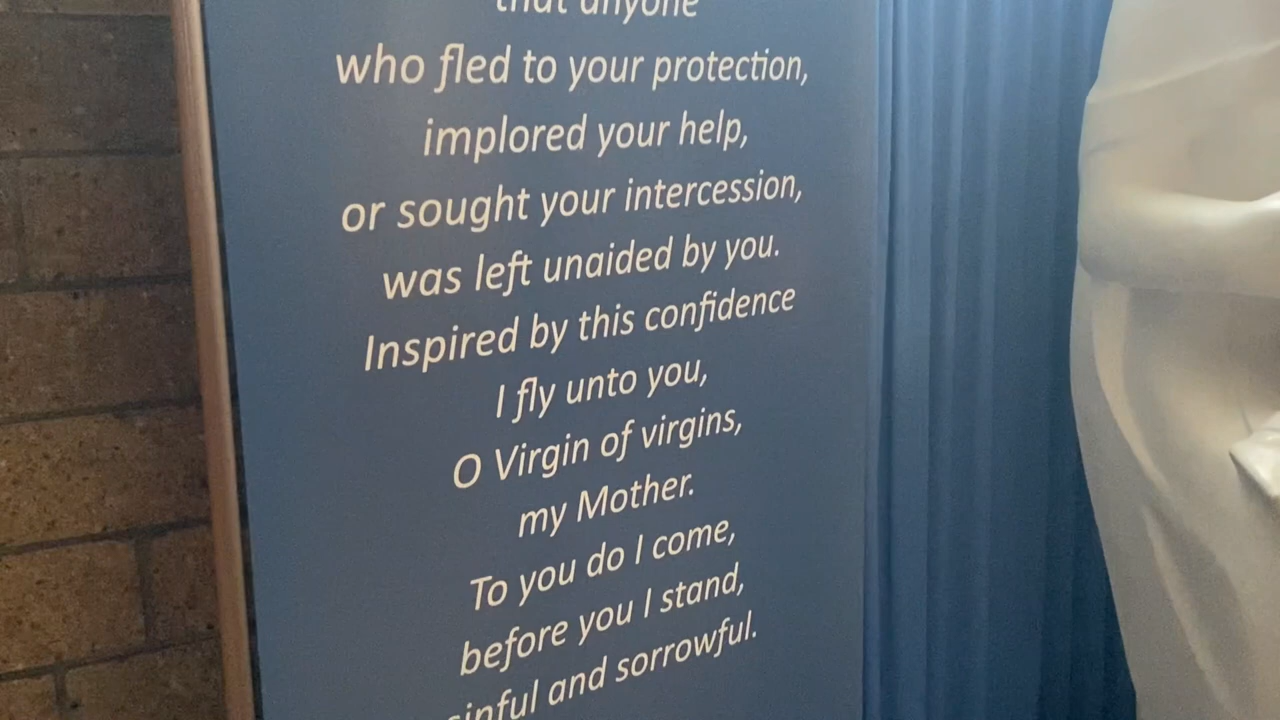 that anyone
who fled to your protection,
implored your help,
or sought your intercession,
was left unaided by you.
Inspired by this confidence
I fly unto you,
O Virgin of virgins,
my Mother.
To you do I come,
before you I stand,
sinful and sorrowful.